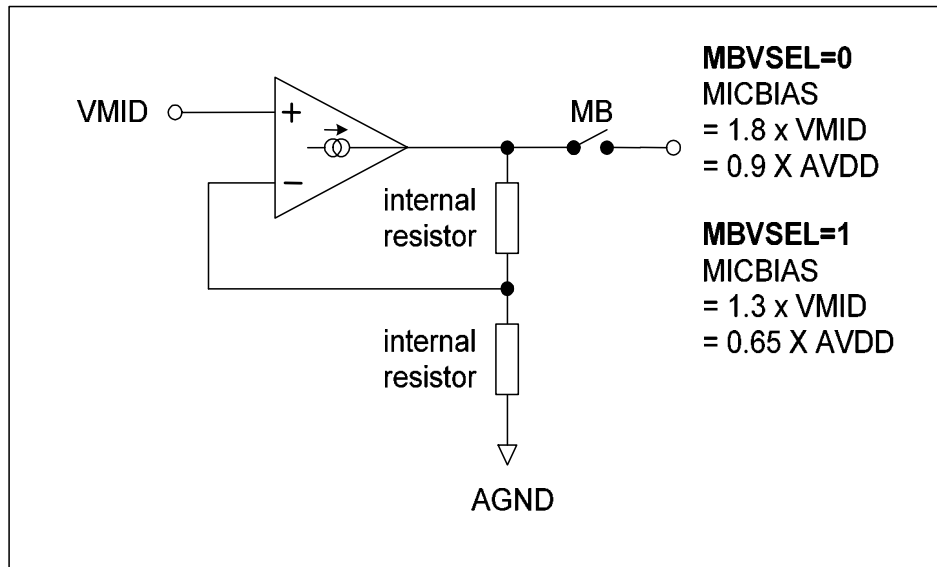 VMID
+
−
MB
internal
resistor
internal
resistor
AGND
MBVSEL=0
MICBIAS
= 1.8 x VMID
= 0.9 X AVDD
MBVSEL=1
MICBIAS
= 1.3 x VMID
= 0.65 X AVDD